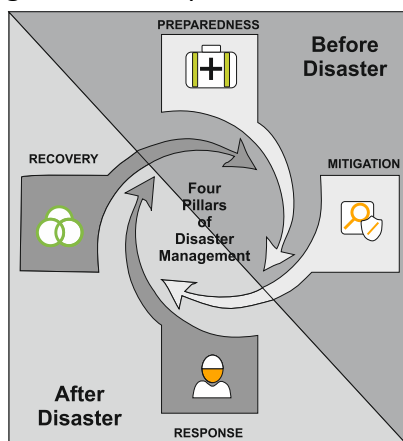 PREPAREDNESS
Before
Disaster
RECOVERY
MITIGATION
Four
Pillars
of
Disaster
Management
After
Disaster
RESPONSE